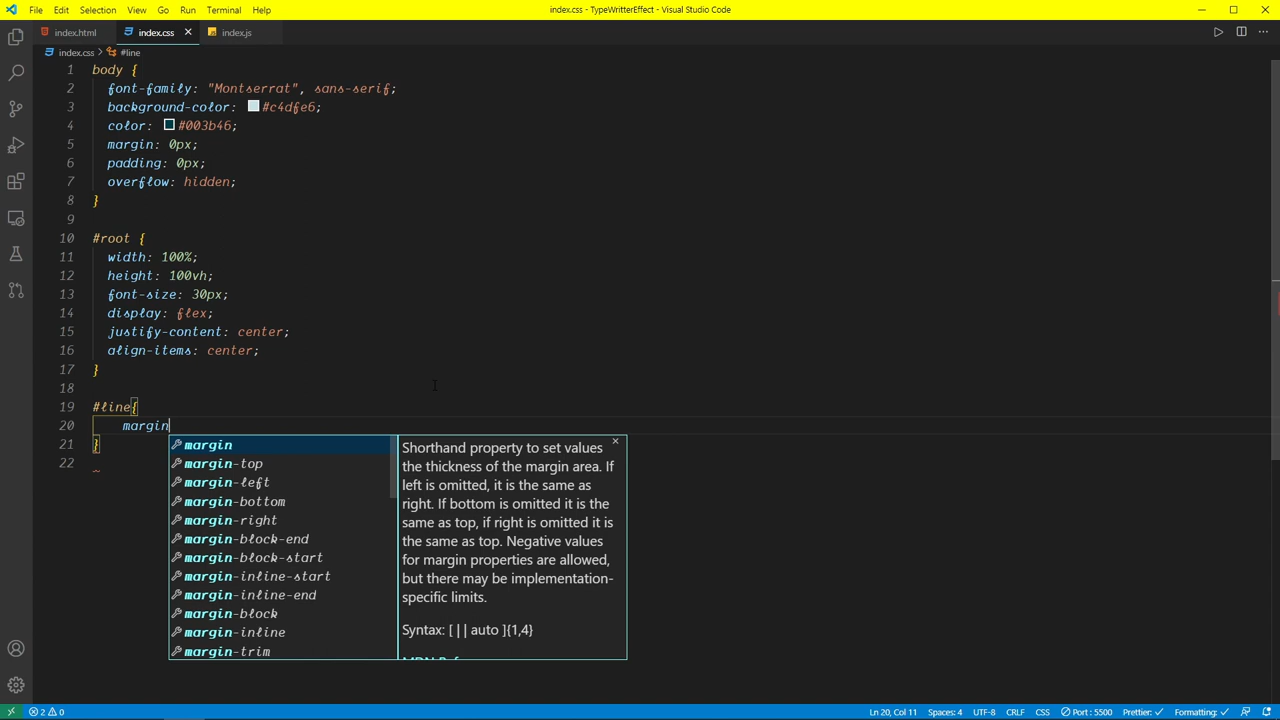 File Edit Selection View Go Run Terminal Help
index.css - TypeWritterEffect - Visual Studio Code
index.html index.css index.js
index.css > #line
1 body {
2 font-family: "Montserrat", sans-serif;
3 background-color: #c4dfe6;
4 color: #003b46;
5 margin: 0px;
6 padding: 0px;
7 overflow: hidden;
8 }
9
10 #root {
11 width: 100%;
12 height: 100vh;
13 font-size: 30px;
14 display: flex;
15 justify-content: center;
16 align-items: center;
17 }
18
19 #line{
20 margin
21 }
22
margin
margin-top
margin-left
margin-bottom
margin-right
margin-block-end
margin-block-start
margin-inline-start
margin-inline-end
margin-block
margin-inline
margin-trim
Shorthand property to set values
the thickness of the margin area. If
left is omitted, it is the same as
right. If bottom is omitted it is the
same as top, if right is omitted it is
the same as top. Negative values
for margin properties are allowed,
but there may be implementation-
specific limits.
Syntax: [ | | auto ]{1,4}
2 0
Ln 20, Col 11 Spaces: 4 UTF-8 CRLF CSS Port : 5500 Prettier: ✓ Formatting: ✓